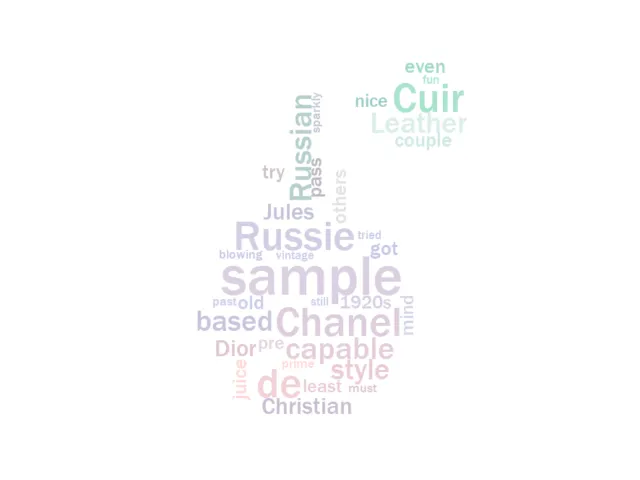 even
fun
nice Cuir
Leather
couple
Russian
sparkly
try
pass
others
Jules
Russie tried
got
blowing vintage
sample
past old still 1920s
based Chanel
mind
Dior pre capable
prime style
juice
de least must
Christian